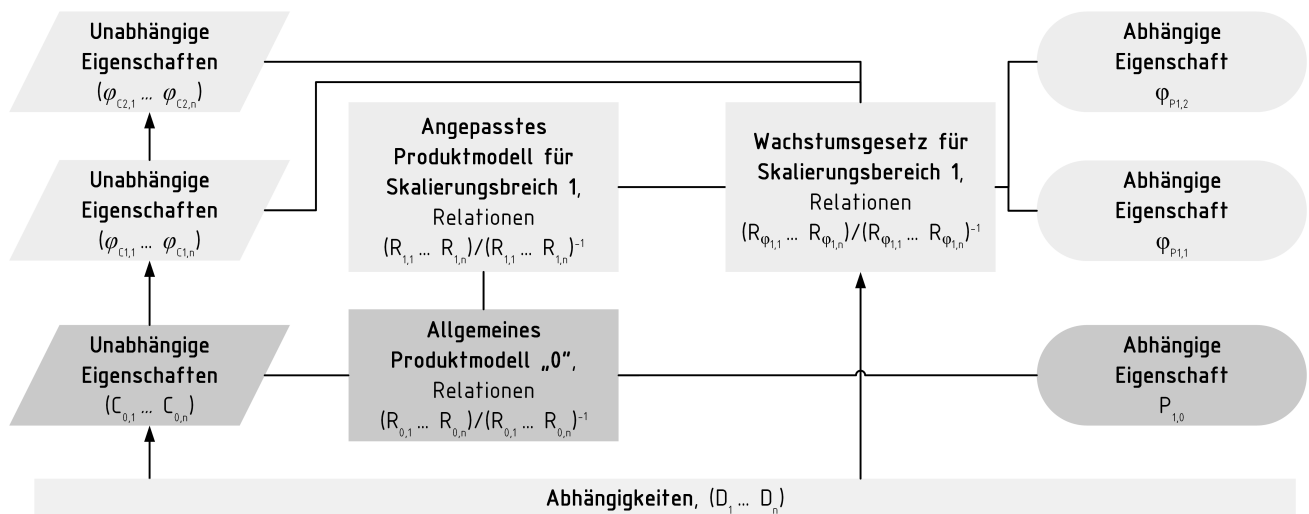 Unabhängige
Eigenschaften
(φC2,1 ... φC2,n)
Abhängige
Eigenschaft
φP1,2
Angepasstes
Produktmodell für
Skalierungsbreich 1,
Relationen
(R1,1 ... R1,n)/(R1,1 ... R1,n)⁻¹
Wachstumsgesetz für
Skalierungsbereich 1,
Relationen
(Rφ1,1 ... Rφ1,n)/(Rφ1,1 ... Rφ1,n)⁻¹
Unabhängige
Eigenschaften
(φC1,1 ... φC1,n)
Abhängige
Eigenschaft
φP1,1
Unabhängige
Eigenschaften
(C0,1 ... C0,n)
Allgemeines
Produktmodell „0“,
Relationen
(R0,1 ... R0,n)/(R0,1 ... R0,n)⁻¹
Abhängige
Eigenschaft
P1,0
Abhängigkeiten, (D1 ... Dn)